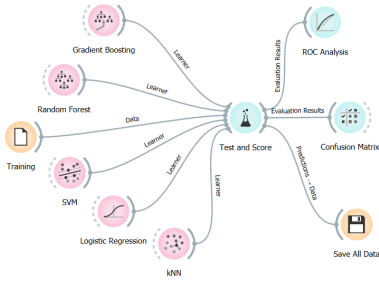 Gradient Boosting
ROC Analysis
Learner
Evaluation Results
Random Forest
Learner
Evaluation Results
Training
Data
Test and Score
Confusion Matrix
Learner
SVM
Learner
Predictions → Data
Learner
Logistic Regression
kNN
Save All Data